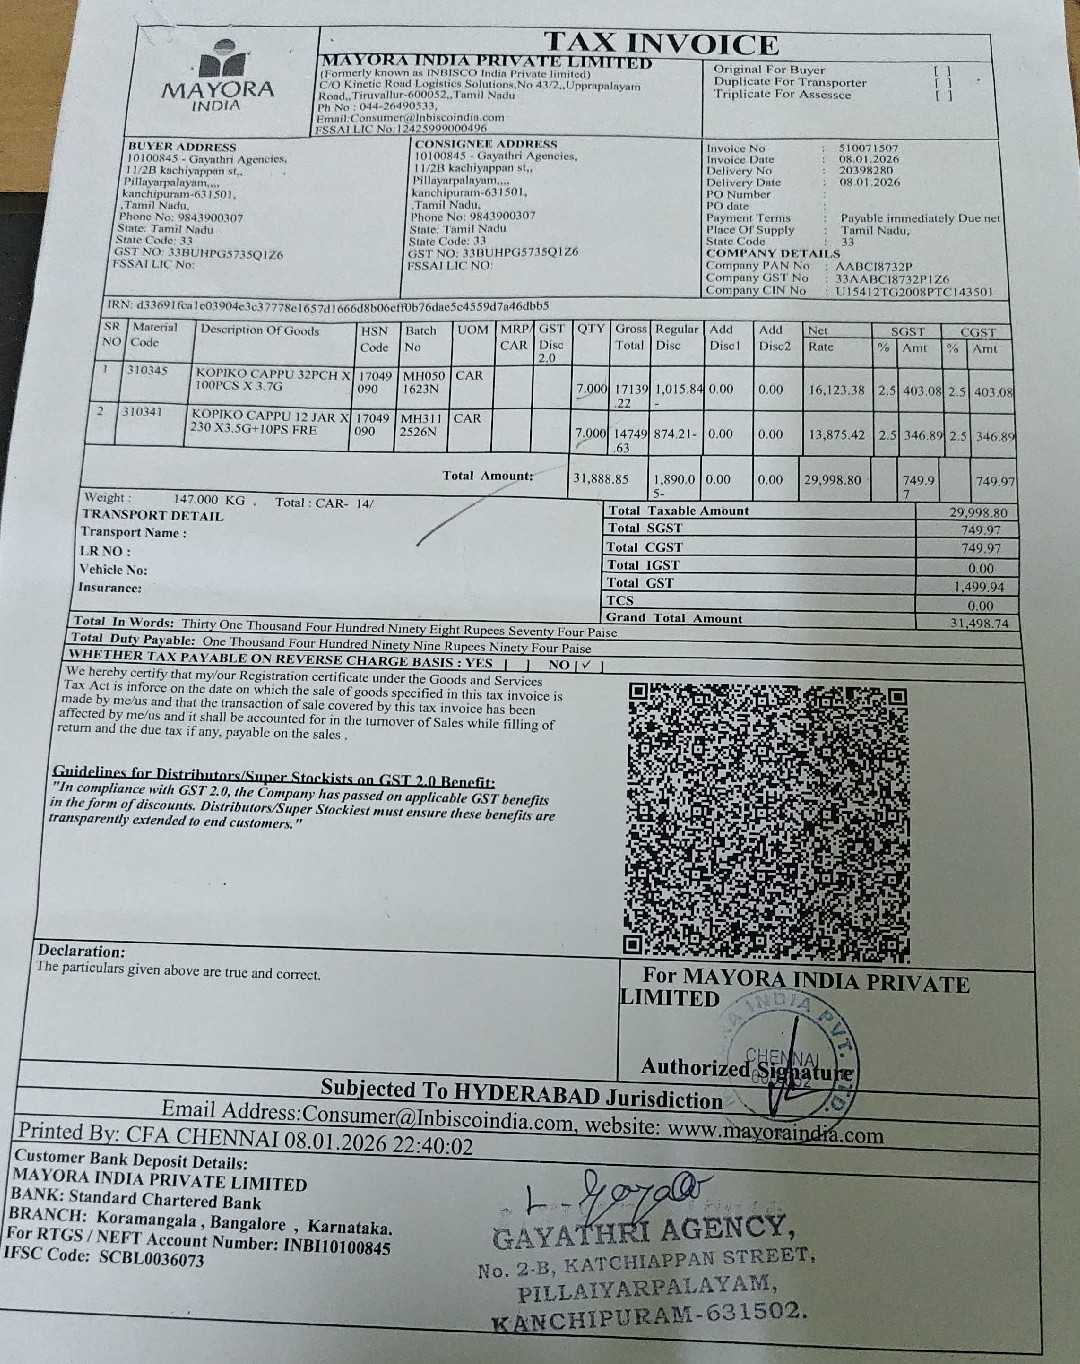 TAX INVOICE
MAYORA
INDIA
MAYORA INDIA PRIVATE LIMITED
(Formerly known as INBISCO India Private limited)
C/O Kinetic Road Logistics Solutions,No 43/2,,Upprapalayam
Road,,Tiruvallur-600052,,Tamil Nadu
Ph No : 044-26490533,
Email:Consumer@Inbiscoindia.com
FSSAI LIC No.12425999000496
Original For Buyer [ ]
Duplicate For Transporter [ ]
Triplicate For Assessee [ ]
BUYER ADDRESS
10100845 - Gayathri Agencies,
11/2B kachiyappan st,,
Pillayarpalayam,,,,
kanchipuram-631501,
,Tamil Nadu,
Phone No: 9843900307
State: Tamil Nadu
State Code: 33
GST NO: 33BUHPG5735Q1Z6
FSSAI LIC No:
CONSIGNEE ADDRESS
10100845 - Gayathri Agencies,
11/2B kachiyappan st,,
Pillayarpalayam,,,,
kanchipuram-631501,
,Tamil Nadu,
Phone No: 9843900307
State: Tamil Nadu
State Code: 33
GST NO: 33BUHPG5735Q1Z6
FSSAI LIC NO:
Invoice No : 510071507
Invoice Date : 08.01.2026
Delivery No : 20398280
Delivery Date : 08.01.2026
PO Number :
PO date :
Payment Terms : Payable immediately Due net
Place Of Supply : Tamil Nadu,
State Code : 33
COMPANY DETAILS
Company PAN No : AABCI8732P
Company GST No : 33AABCI8732P1Z6
Company CIN No : U15412TG2008PTC143501
IRN: d33691fca1e03904e3c37778e1657d1666d8b06eff0b76dae5c4559d7a46dbb5
SR NO Material Code Description Of Goods HSN Code Batch No UOM MRP/CAR GST Disc 2.0 QTY Gross Total Regular Disc Add Disc1 Add Disc2 Net Rate SGST % Amt CGST % Amt
1 310345 KOPIKO CAPPU 32PCH X 100PCS X 3.7G 17049090 MH0501623N CAR 7.000 17139.22 1,015.84- 0.00 0.00 16,123.38 2.5 403.08 2.5 403.08
2 310341 KOPIKO CAPPU 12 JAR X 230 X3.5G+10PS FRE 17049090 MH3112526N CAR 7.000 14749.63 874.21- 0.00 0.00 13,875.42 2.5 346.89 2.5 346.89
Total Amount: 31,888.85 1,890.05- 0.00 0.00 29,998.80 749.97 749.97
Weight : 147.000 KG . Total : CAR- 14/
TRANSPORT DETAIL
Transport Name :
LR NO :
Vehicle No:
Insurance:
Total Taxable Amount 29,998.80
Total SGST 749.97
Total CGST 749.97
Total IGST 0.00
Total GST 1,499.94
TCS 0.00
Grand Total Amount 31,498.74
Total In Words: Thirty One Thousand Four Hundred Ninety Eight Rupees Seventy Four Paise
Total Duty Payable: One Thousand Four Hundred Ninety Nine Rupees Ninety Four Paise
WHETHER TAX PAYABLE ON REVERSE CHARGE BASIS : YES [ ] NO [✓ ]
We hereby certify that my/our Registration certificate under the Goods and Services
Tax Act is inforce on the date on which the sale of goods specified in this tax invoice is
made by me/us and that the transaction of sale covered by this tax invoice has been
affected by me/us and it shall be accounted for in the turnover of Sales while filling of
return and the due tax if any, payable on the sales .
Guidelines for Distributors/Super Stockists on GST 2.0 Benefit:
"In compliance with GST 2.0, the Company has passed on applicable GST benefits
in the form of discounts. Distributors/Super Stockiest must ensure these benefits are
transparently extended to end customers."
Declaration:
The particulars given above are true and correct.
For MAYORA INDIA PRIVATE
LIMITED
INDIA PVT.
CHENNAI
Authorized Signature
Subjected To HYDERABAD Jurisdiction
Email Address:Consumer@Inbiscoindia.com, website: www.mayoraindia.com
Printed By: CFA CHENNAI 08.01.2026 22:40:02
Customer Bank Deposit Details:
MAYORA INDIA PRIVATE LIMITED
BANK: Standard Chartered Bank
BRANCH: Koramangala , Bangalore , Karnataka.
For RTGS / NEFT Account Number: INBI10100845
IFSC Code: SCBL0036073
GAYATHRI AGENCY,
No. 2-B, KATCHIAPPAN STREET,
PILLAIYARPALAYAM,
KANCHIPURAM-631502.